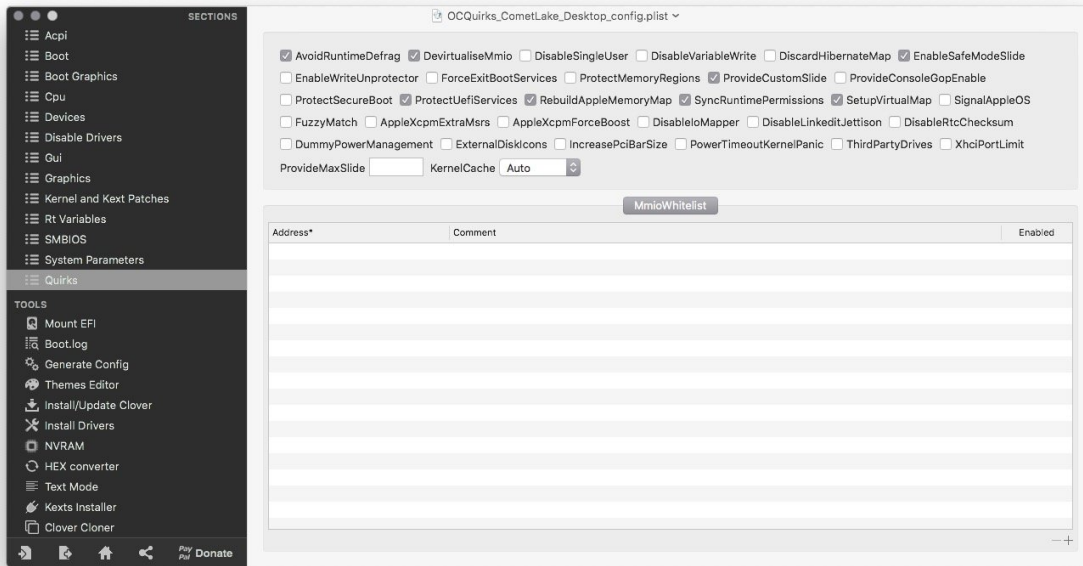 SECTIONS
Acpi
Boot
Boot Graphics
Cpu
Devices
Disable Drivers
Gui
Graphics
Kernel and Kext Patches
Rt Variables
SMBIOS
System Parameters
Quirks
TOOLS
Mount EFI
Boot.log
Generate Config
Themes Editor
Install/Update Clover
Install Drivers
NVRAM
HEX converter
Text Mode
Kexts Installer
Clover Cloner
Pay Pal Donate
OCQuirks_CometLake_Desktop_config.plist
AvoidRuntimeDefrag DevirtualiseMmio DisableSingleUser DisableVariableWrite DiscardHibernateMap EnableSafeModeSlide
EnableWriteUnprotector ForceExitBootServices ProtectMemoryRegions ProvideCustomSlide ProvideConsoleGopEnable
ProtectSecureBoot ProtectUefiServices RebuildAppleMemoryMap SyncRuntimePermissions SetupVirtualMap SignalAppleOS
FuzzyMatch AppleXcpmExtraMsrs AppleXcpmForceBoost DisableIoMapper DisableLinkeditJettison DisableRtcChecksum
DummyPowerManagement ExternalDiskIcons IncreasePciBarSize PowerTimeoutKernelPanic ThirdPartyDrives XhciPortLimit
ProvideMaxSlide KernelCache Auto
MmioWhitelist
Address* Comment Enabled